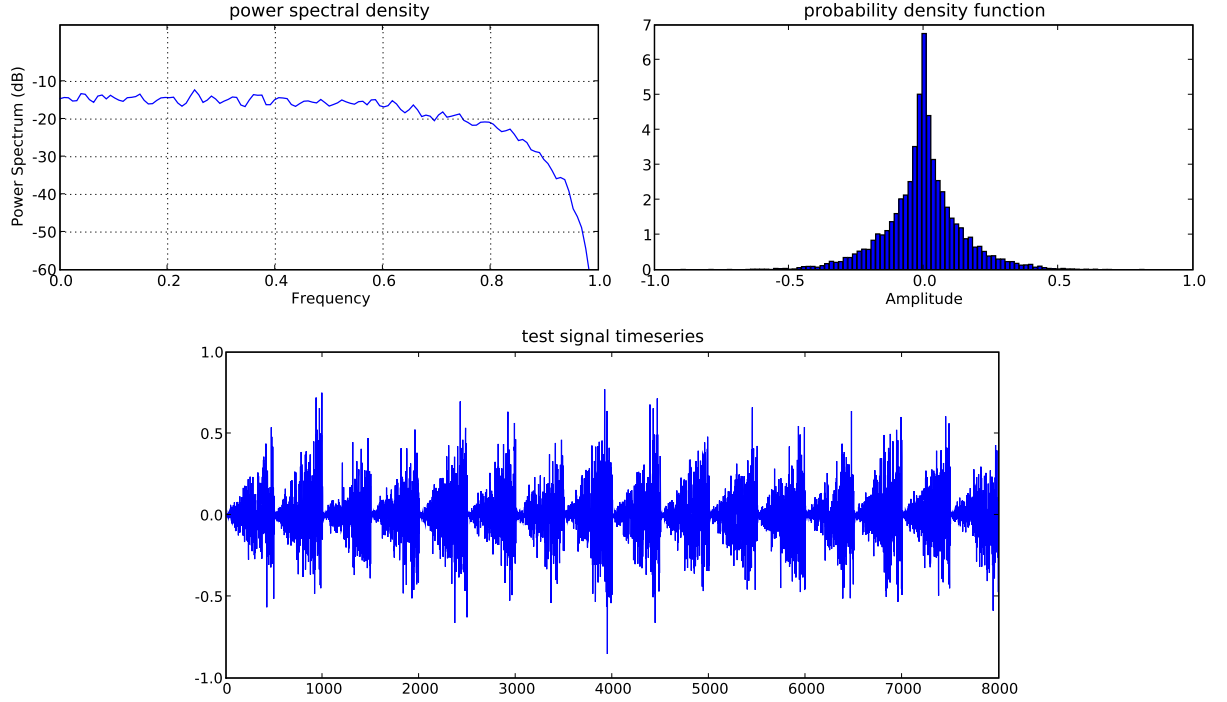 power spectral density
Power Spectrum (dB)
-10
-20
-30
-40
-50
-60
0.0 0.2 0.4 0.6 0.8 1.0
Frequency
probability density function
7
6
5
4
3
2
1
0
-1.0 -0.5 0.0 0.5 1.0
Amplitude
test signal timeseries
1.0
0.5
0.0
-0.5
-1.0
0 1000 2000 3000 4000 5000 6000 7000 8000